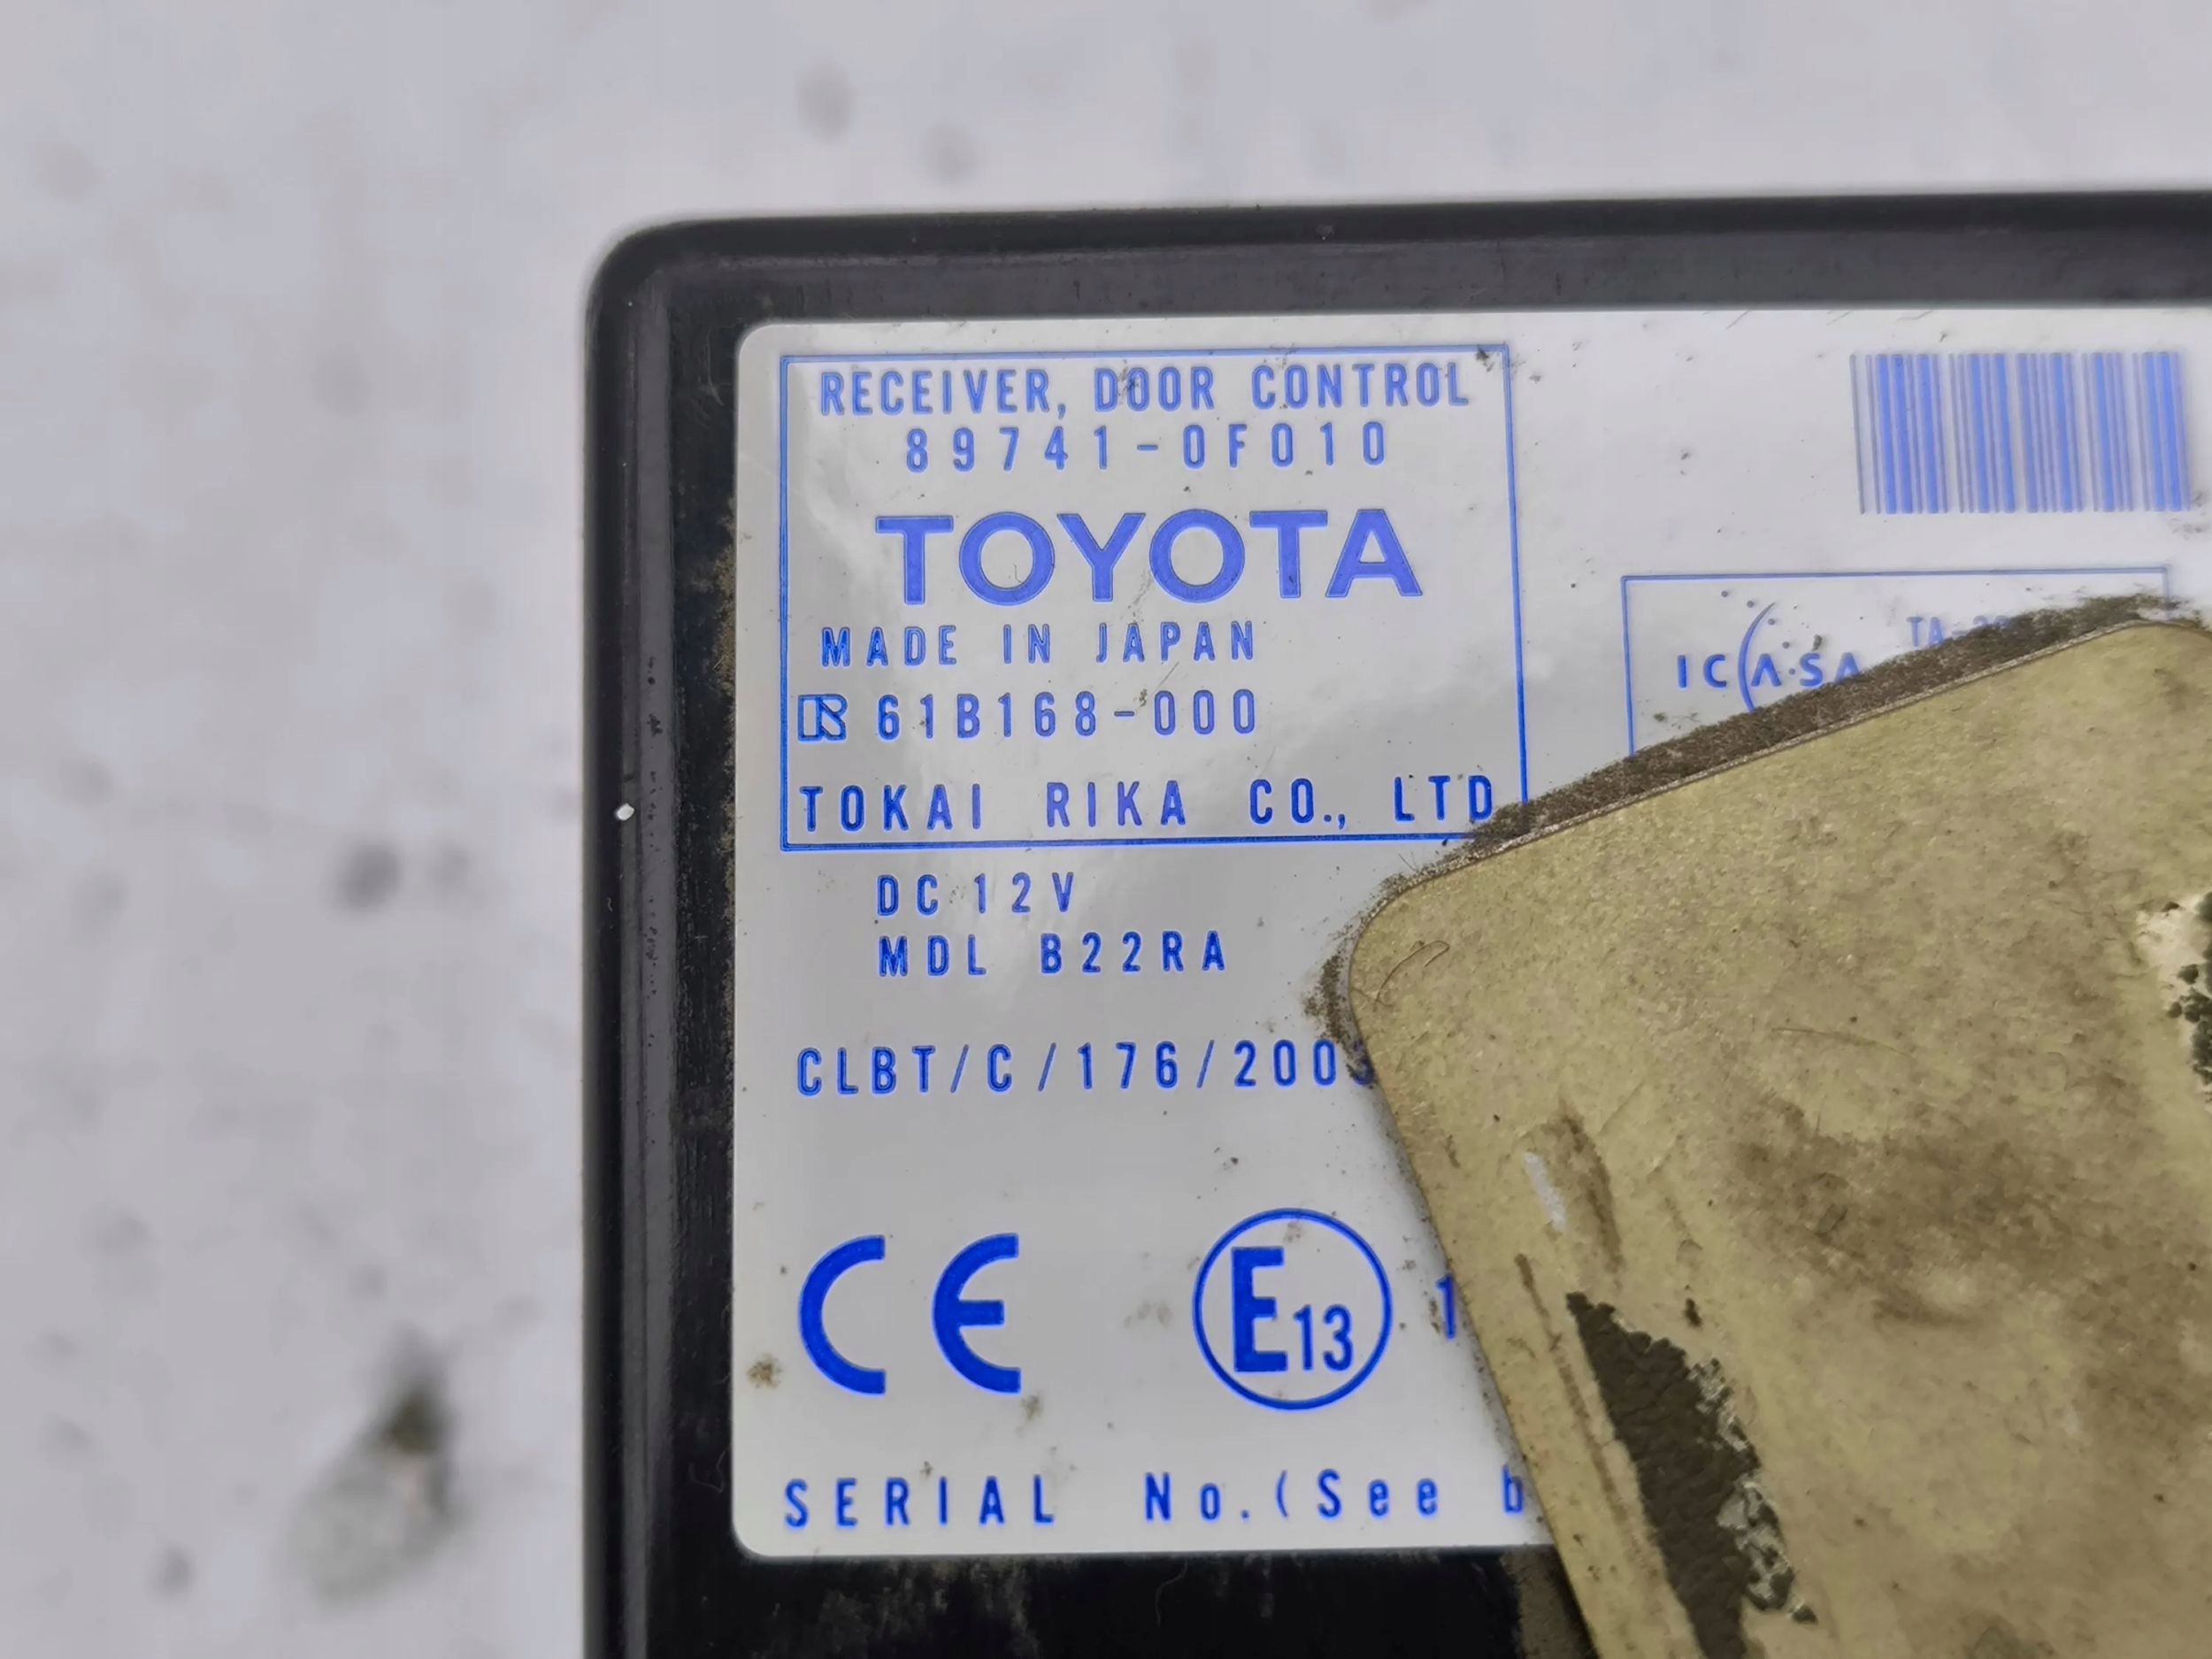 RECEIVER, DOOR CONTROL
89741-0F010
TOYOTA
MADE IN JAPAN
61B168-000
TOKAI RIKA CO., LTD
DC 12V
MDL B22RA
CLBT/C/176/2005
CE
E13
SERIAL No.(See
ICASA